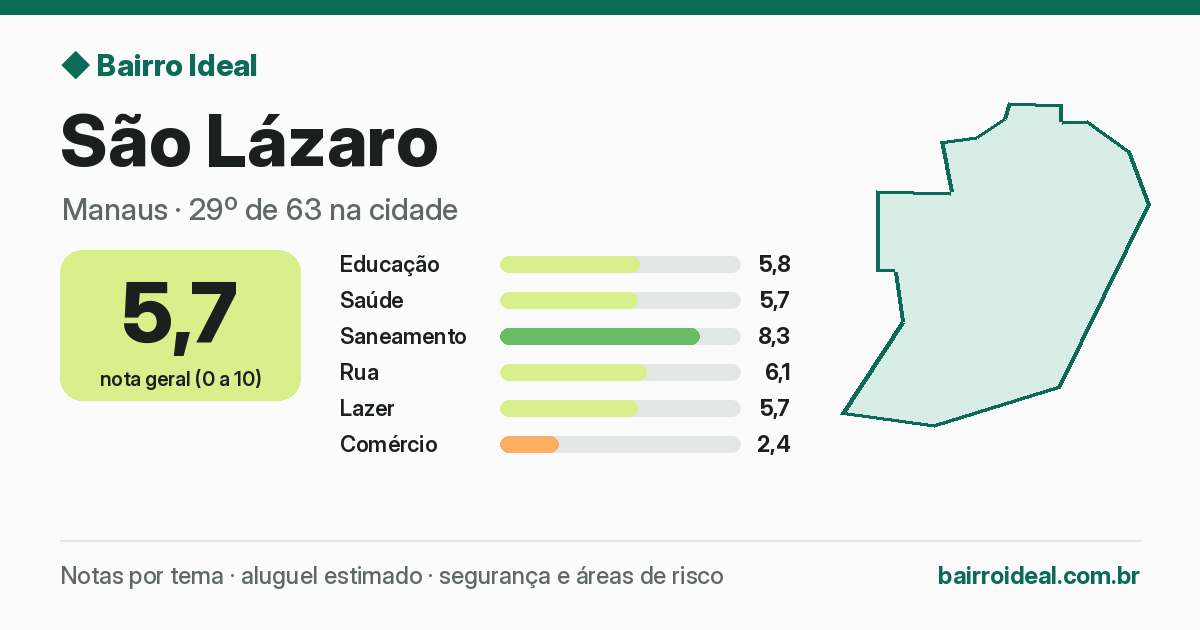 Bairro Ideal
São Lázaro
Manaus · 29º de 63 na cidade
5,7
nota geral (0 a 10)
Educação 5,8
Saúde 5,7
Saneamento 8,3
Rua 6,1
Lazer 5,7
Comércio 2,4
Notas por tema · aluguel estimado · segurança e áreas de risco
bairroideal.com.br